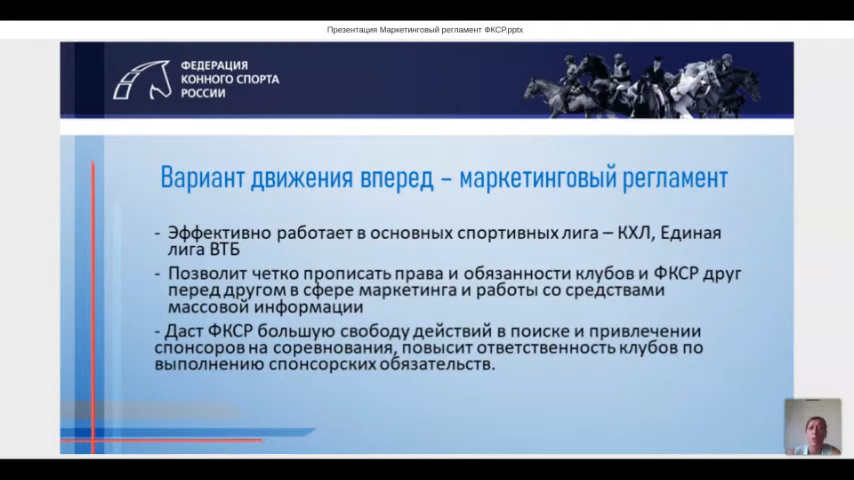 Презентация Маркетинговый регламент ФКСР.pptx
ФЕДЕРАЦИЯ
КОННОГО СПОРТА
РОССИИ
Вариант движения вперед – маркетинговый регламент
- Эффективно работает в основных спортивных лига – КХЛ, Единая
лига ВТБ
- Позволит четко прописать права и обязанности клубов и ФКСР друг
перед другом в сфере маркетинга и работы со средствами
массовой информации
- Даст ФКСР большую свободу действий в поиске и привлечении
спонсоров на соревнования, повысит ответственность клубов по
выполнению спонсорских обязательств.